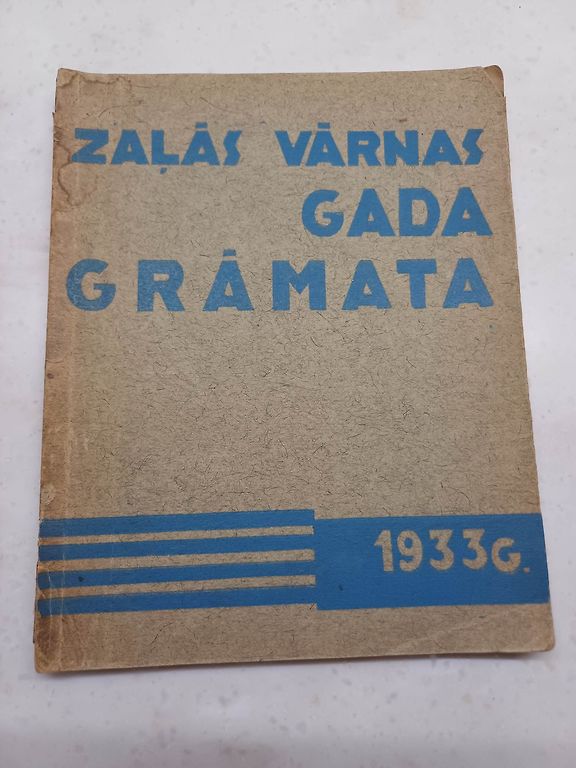 ZAĻĀS VĀRNAS
GADA
GRĀMATA
1933G.